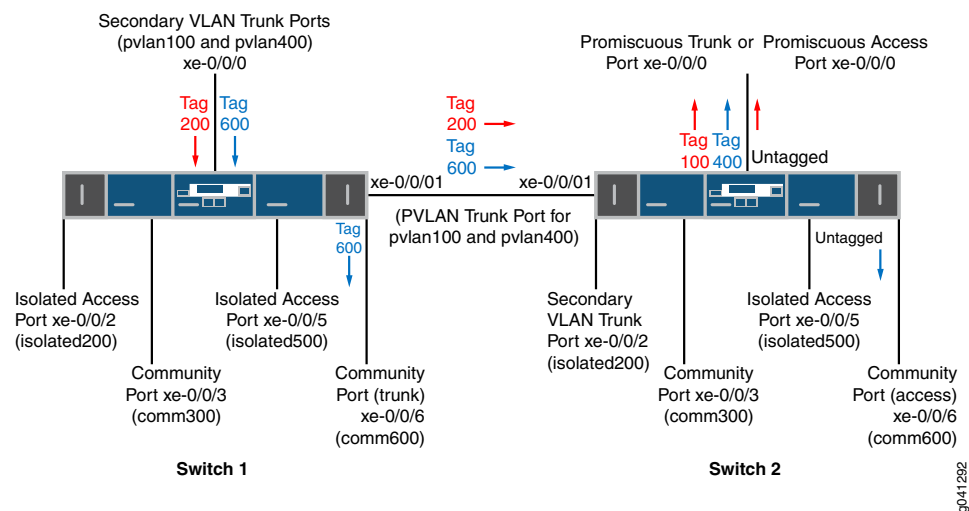 Secondary VLAN Trunk Ports
(pvlan100 and pvlan400)
xe-0/0/0
Promiscuous Trunk or
Port xe-0/0/0
Promiscuous Access
Port xe-0/0/0
Tag
200
Tag
600
Tag
200
Tag
600
Tag
100
Tag
400
Untagged
xe-0/0/01
xe-0/0/01
(PVLAN Trunk Port for
pvlan100 and pvlan400)
Tag
600
Untagged
Isolated Access
Port xe-0/0/2
(isolated200)
Isolated Access
Port xe-0/0/5
(isolated500)
Secondary
VLAN Trunk
Port xe-0/0/2
(isolated200)
Isolated Access
Port xe-0/0/5
(isolated500)
Community
Port xe-0/0/3
(comm300)
Community
Port (trunk)
xe-0/0/6
(comm600)
Community
Port xe-0/0/3
(comm300)
Community
Port (access)
xe-0/0/6
(comm600)
Switch 1
Switch 2
g041292